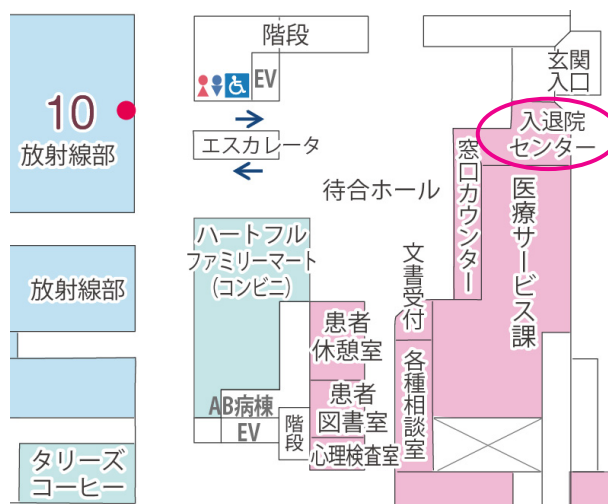 階段
EV
玄関
入口
10
放射線部
エスカレータ
入退院
センター
待合ホール
窓口カウンター
医療サービス課
ハートフル
ファミリーマート
(コンビニ)
文書受付
放射線部
患者
休憩室
各種相談室
患者
図書室
AB病棟
EV
階段
心理検査室
タリーズ
コーヒー